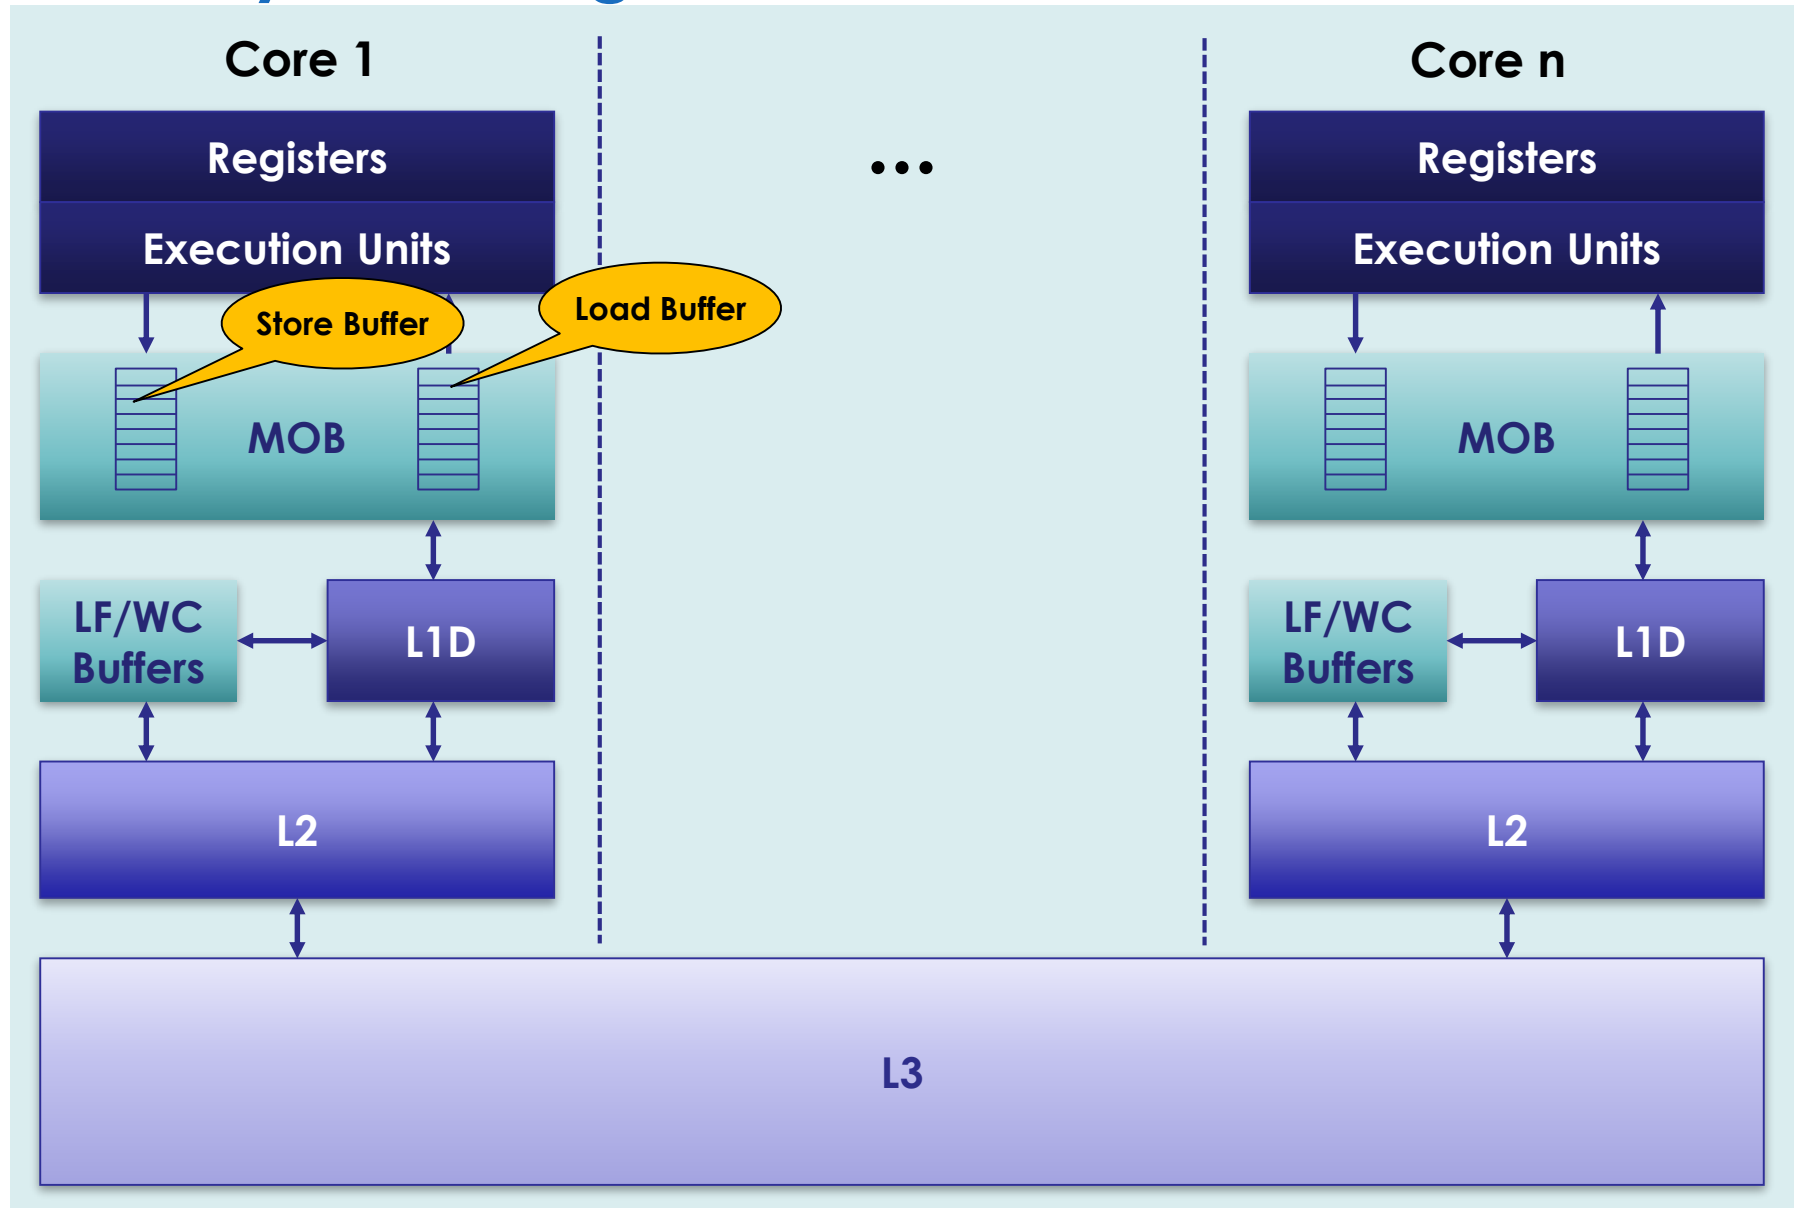 Core 1
Core n
Registers
...
Registers
Execution Units
Execution Units
Store Buffer
Load Buffer
MOB
MOB
LF/WC
Buffers
L1D
LF/WC
Buffers
L1D
L2
L2
L3